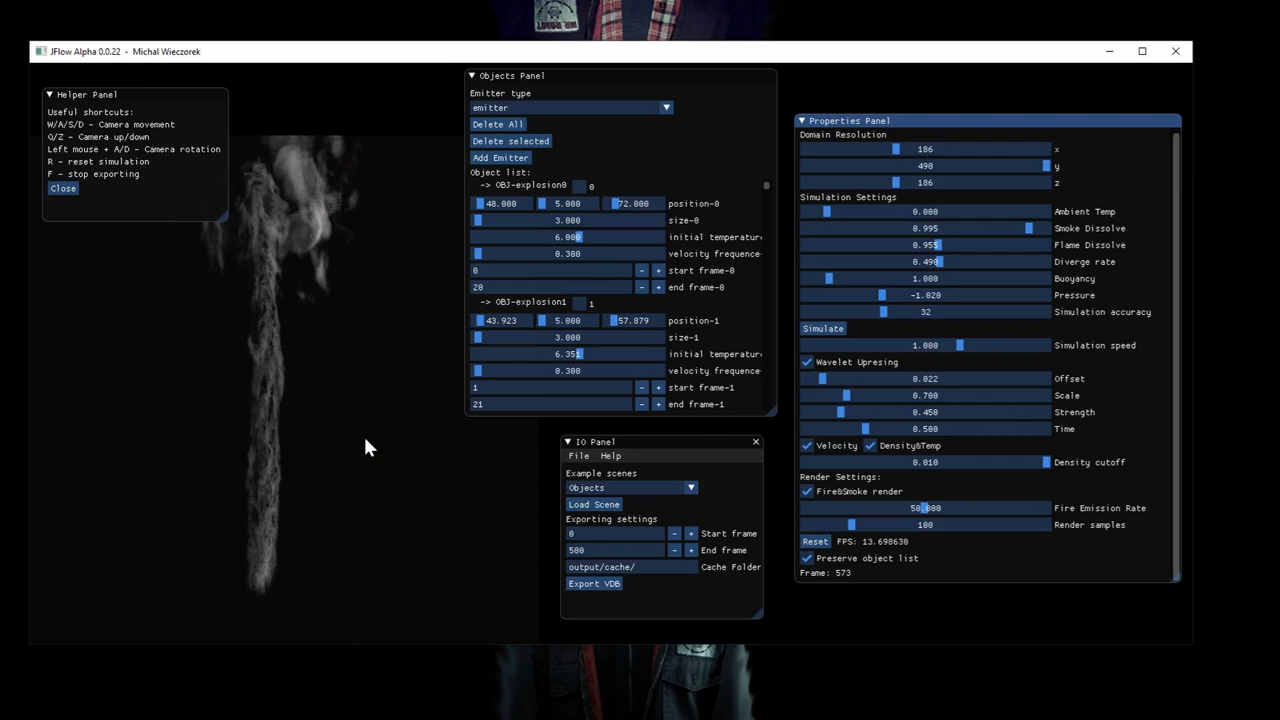 JFlow Alpha 0.0.22 - Michal Wieczorek
Helper Panel
Useful shortcuts:
W/A/S/D - Camera movement
Q/Z - Camera up/down
Left mouse + A/D - Camera rotation
R - reset simulation
F - stop exporting
Close
Objects Panel
Emitter type
emitter
Delete All
Delete selected
Add Emitter
Object list:
-> OBJ-explosion0 0
48.000 5.000 72.000 position-0
3.000 size-0
6.000 initial temperatur
0.300 velocity frequence
0 - + start frame-0
20 - + end frame-0
-> OBJ-explosion1 1
43.923 5.000 57.879 position-1
3.000 size-1
6.351 initial temperatur
0.300 velocity frequence
1 - + start frame-1
21 - + end frame-1
IO Panel
File Help
Example scenes:
Objects
Load Scene
Exporting settings
0 - + Start frame
500 - + End frame
output/cache/ Cache Folder
Export VDB
Properties Panel
Domain Resolution
186 x
490 y
186 z
Simulation Settings
0.000 Ambient Temp
0.995 Smoke Dissolve
0.955 Flame Dissolve
0.490 Diverge rate
1.000 Buoyancy
-1.020 Pressure
32 Simulation accuracy
Simulate
1.000 Simulation speed
Wavelet Upresing
0.022 Offset
0.700 Scale
0.450 Strength
0.500 Time
Velocity Density&Temp
0.010 Density cutoff
Render Settings:
Fire&Smoke render
50.000 Fire Emission Rate
100 Render samples
Reset FPS: 13.698630
Preserve object list
Frame: 573